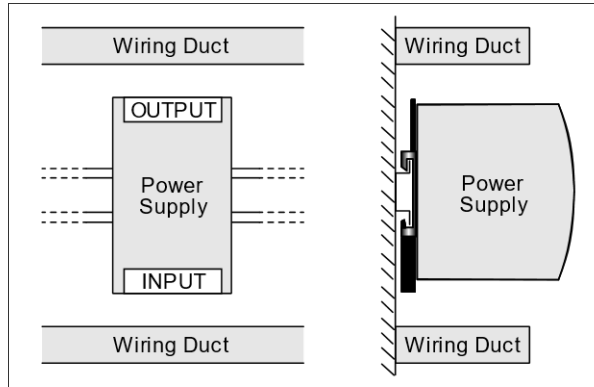 Wiring Duct
OUTPUT
Power
Supply
INPUT
Wiring Duct
Wiring Duct
Power
Supply
Wiring Duct